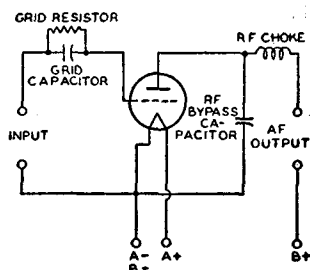 GRID RESISTOR
GRID
CAPACITOR
RF CHOKE
RF
BYPASS
CA-
PACITOR
INPUT
AF
OUTPUT
A- A+ B+
B-